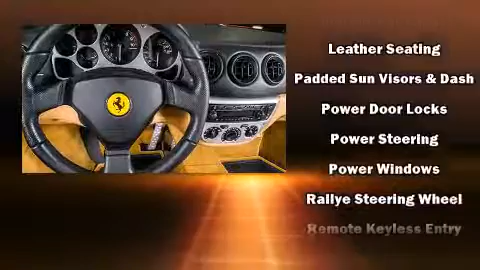 Leather Seating
Padded Sun Visors & Dash
Power Door Locks
Power Steering
Power Windows
Rallye Steering Wheel
Remote Keyless Entry